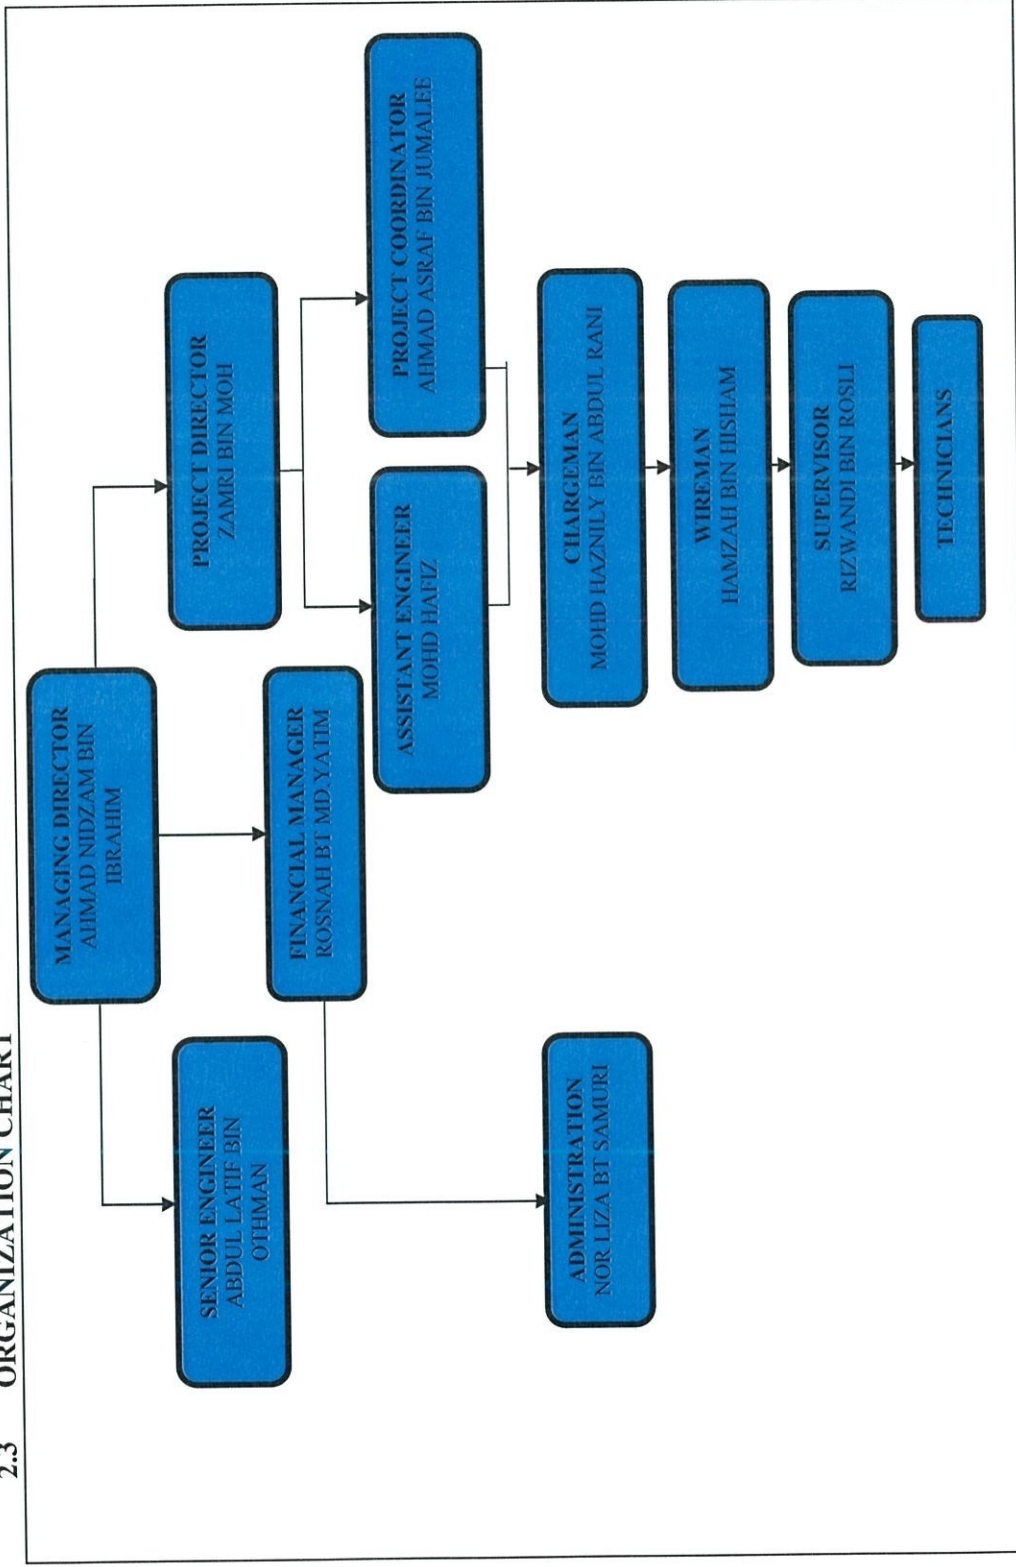 2.3 ORGANIZATION CHART
MANAGING DIRECTOR
AHMAD NIDZAM BIN
IBRAHIM
SENIOR ENGINEER
ABDUL LATIF BIN
OTHMAN
PROJECT DIRECTOR
ZAMRI BIN MOH
FINANCIAL MANAGER
ROSNAH BT MD.YATIM
ASSISTANT ENGINEER
MOHD HAFIZ
PROJECT COORDINATOR
AHMAD ASRAF BIN JUMALEE
ADMINISTRATION
NOR LIZA BT SAMURI
CHARGEMAN
MOHD HAZNILY BIN ABDUL RANI
WIREMAN
HAMZAH BIN HISHAM
SUPERVISOR
RIZWANDI BIN ROSLI
TECHNICIANS